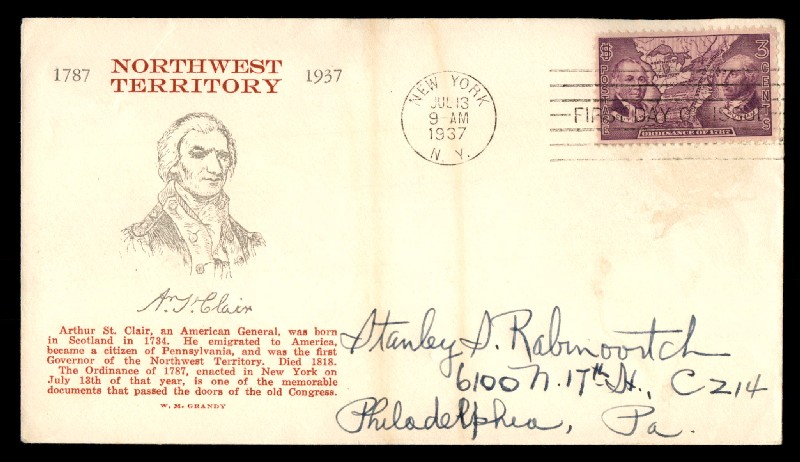 1787 NORTHWEST 1937
TERRITORY
Ar. St. Clair
Arthur St. Clair, an American General, was born
in Scotland in 1734. He emigrated to America,
became a citizen of Pennsylvania, and was the first
Governor of the Northwest Territory. Died 1818.
The Ordinance of 1787, enacted in New York on
July 13th of that year, is one of the memorable
documents that passed the doors of the old Congress.
W. M. GRANDY
NEW YORK
JUL 13
9-AM
1937
N. Y.
FIRST DAY OF ISSUE
3 CENTS
U S POSTAGE
ORDINANCE OF 1787
Stanley S. Rabinovitch
6100 N. 17th St., C Z 14
Philadelphia, Pa.